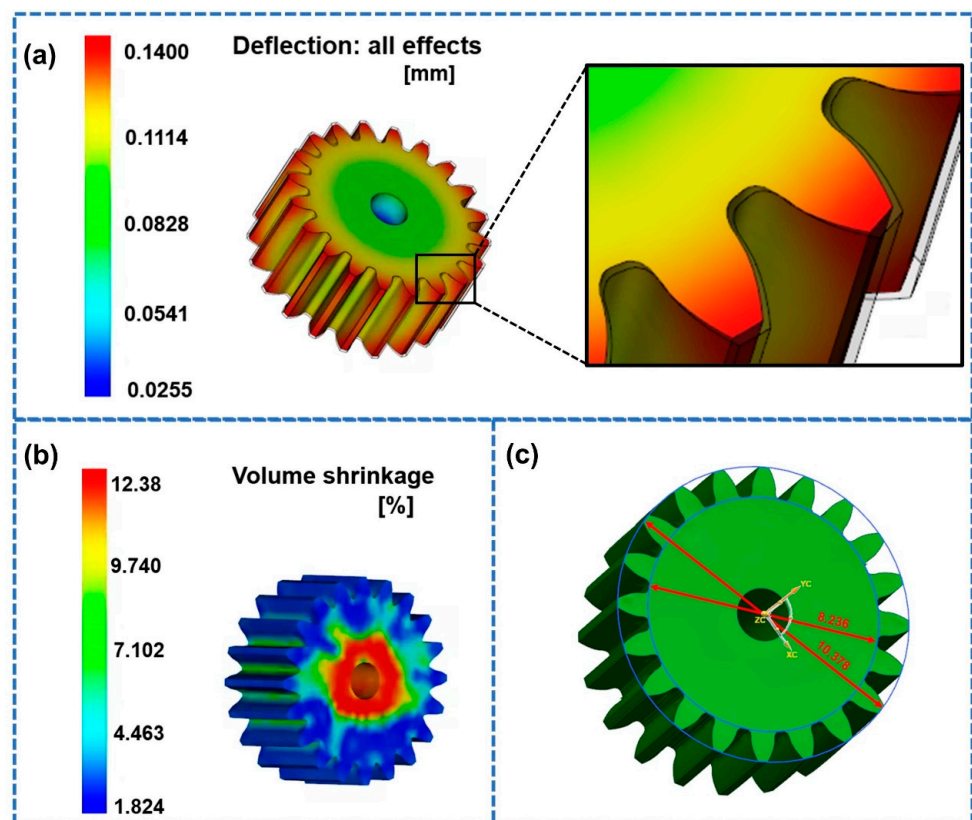 (a)
Deflection: all effects
[mm]
0.1400
0.1114
0.0828
0.0541
0.0255
(b)
Volume shrinkage
[%]
12.38
9.740
7.102
4.463
1.824
(c)
YC
ZC
XC
8.236
10.378